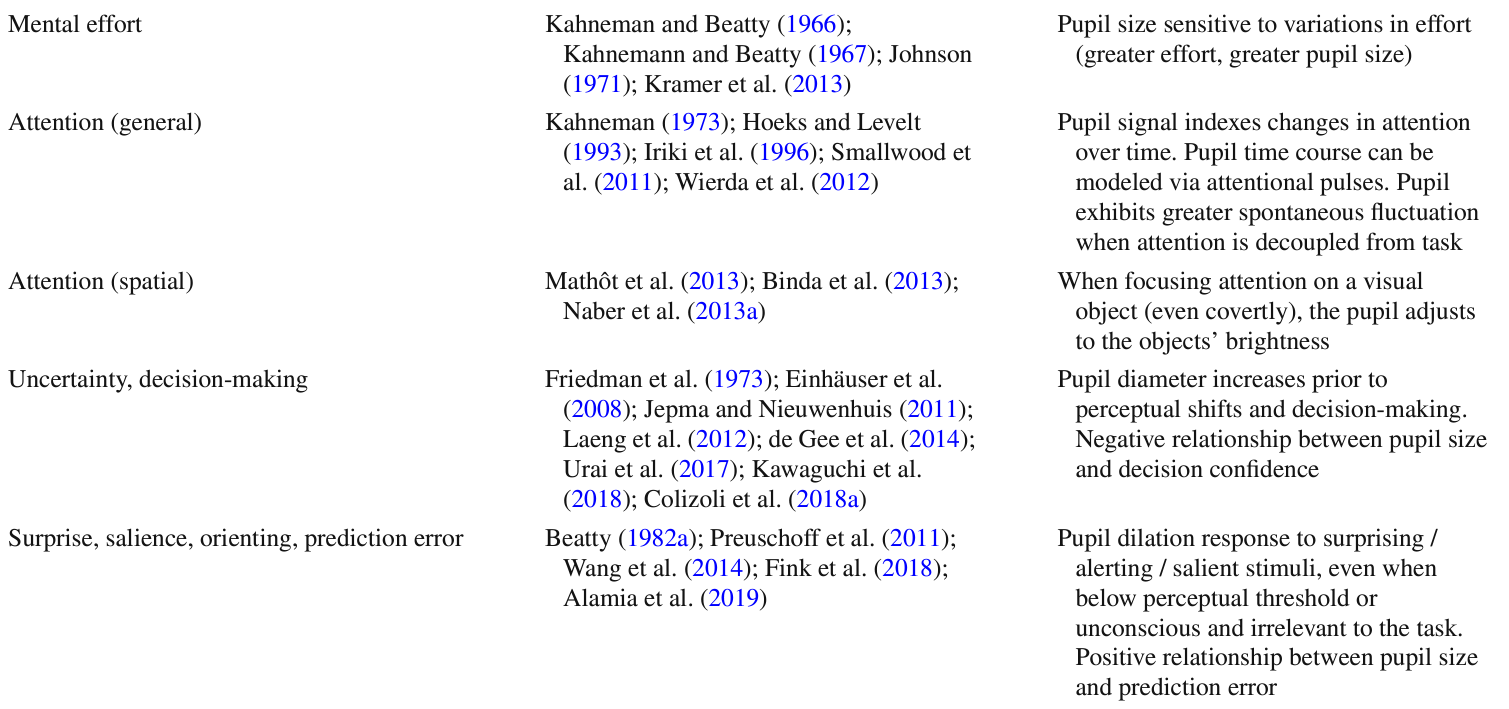 Mental effort
Kahneman and Beatty (1966);
Kahnemann and Beatty (1967); Johnson
(1971); Kramer et al. (2013)
Pupil size sensitive to variations in effort
(greater effort, greater pupil size)
Attention (general)
Kahneman (1973); Hoeks and Levelt
(1993); Iriki et al. (1996); Smallwood et
al. (2011); Wierda et al. (2012)
Pupil signal indexes changes in attention
over time. Pupil time course can be
modeled via attentional pulses. Pupil
exhibits greater spontaneous fluctuation
when attention is decoupled from task
Attention (spatial)
Mathôt et al. (2013); Binda et al. (2013);
Naber et al. (2013a)
When focusing attention on a visual
object (even covertly), the pupil adjusts
to the objects’ brightness
Uncertainty, decision-making
Friedman et al. (1973); Einhäuser et al.
(2008); Jepma and Nieuwenhuis (2011);
Laeng et al. (2012); de Gee et al. (2014);
Urai et al. (2017); Kawaguchi et al.
(2018); Colizoli et al. (2018a)
Pupil diameter increases prior to
perceptual shifts and decision-making.
Negative relationship between pupil size
and decision confidence
Surprise, salience, orienting, prediction error
Beatty (1982a); Preuschoff et al. (2011);
Wang et al. (2014); Fink et al. (2018);
Alamia et al. (2019)
Pupil dilation response to surprising /
alerting / salient stimuli, even when
below perceptual threshold or
unconscious and irrelevant to the task.
Positive relationship between pupil size
and prediction error